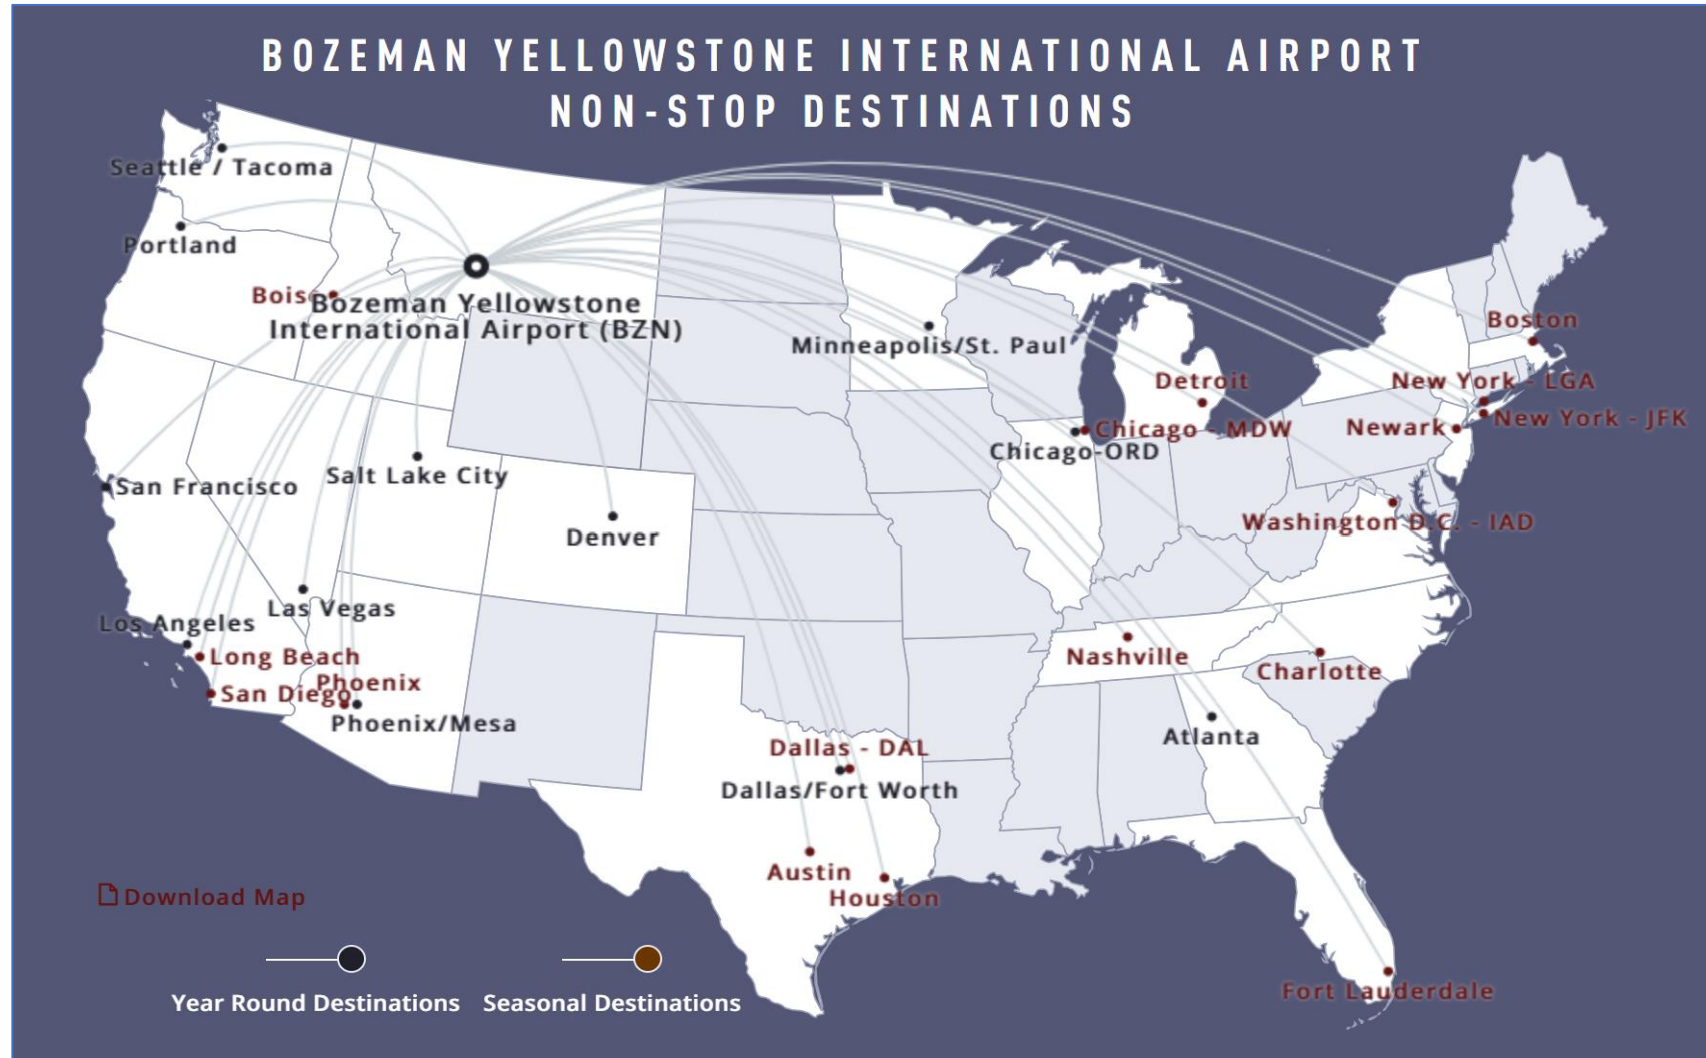 BOZEMAN YELLOWSTONE INTERNATIONAL AIRPORT
NON-STOP DESTINATIONS
Seattle / Tacoma
Portland
Boise
Bozeman Yellowstone
International Airport (BZN)
Minneapolis/St. Paul
Boston
Detroit
New York - LGA
New York - JFK
Newark
Chicago - MDW
Chicago-ORD
San Francisco
Salt Lake City
Denver
Washington D.C. - IAD
Las Vegas
Los Angeles
Long Beach
San Diego
Phoenix
Phoenix/Mesa
Nashville
Charlotte
Atlanta
Dallas - DAL
Dallas/Fort Worth
Austin
Houston
Fort Lauderdale
Download Map
Year Round Destinations
Seasonal Destinations